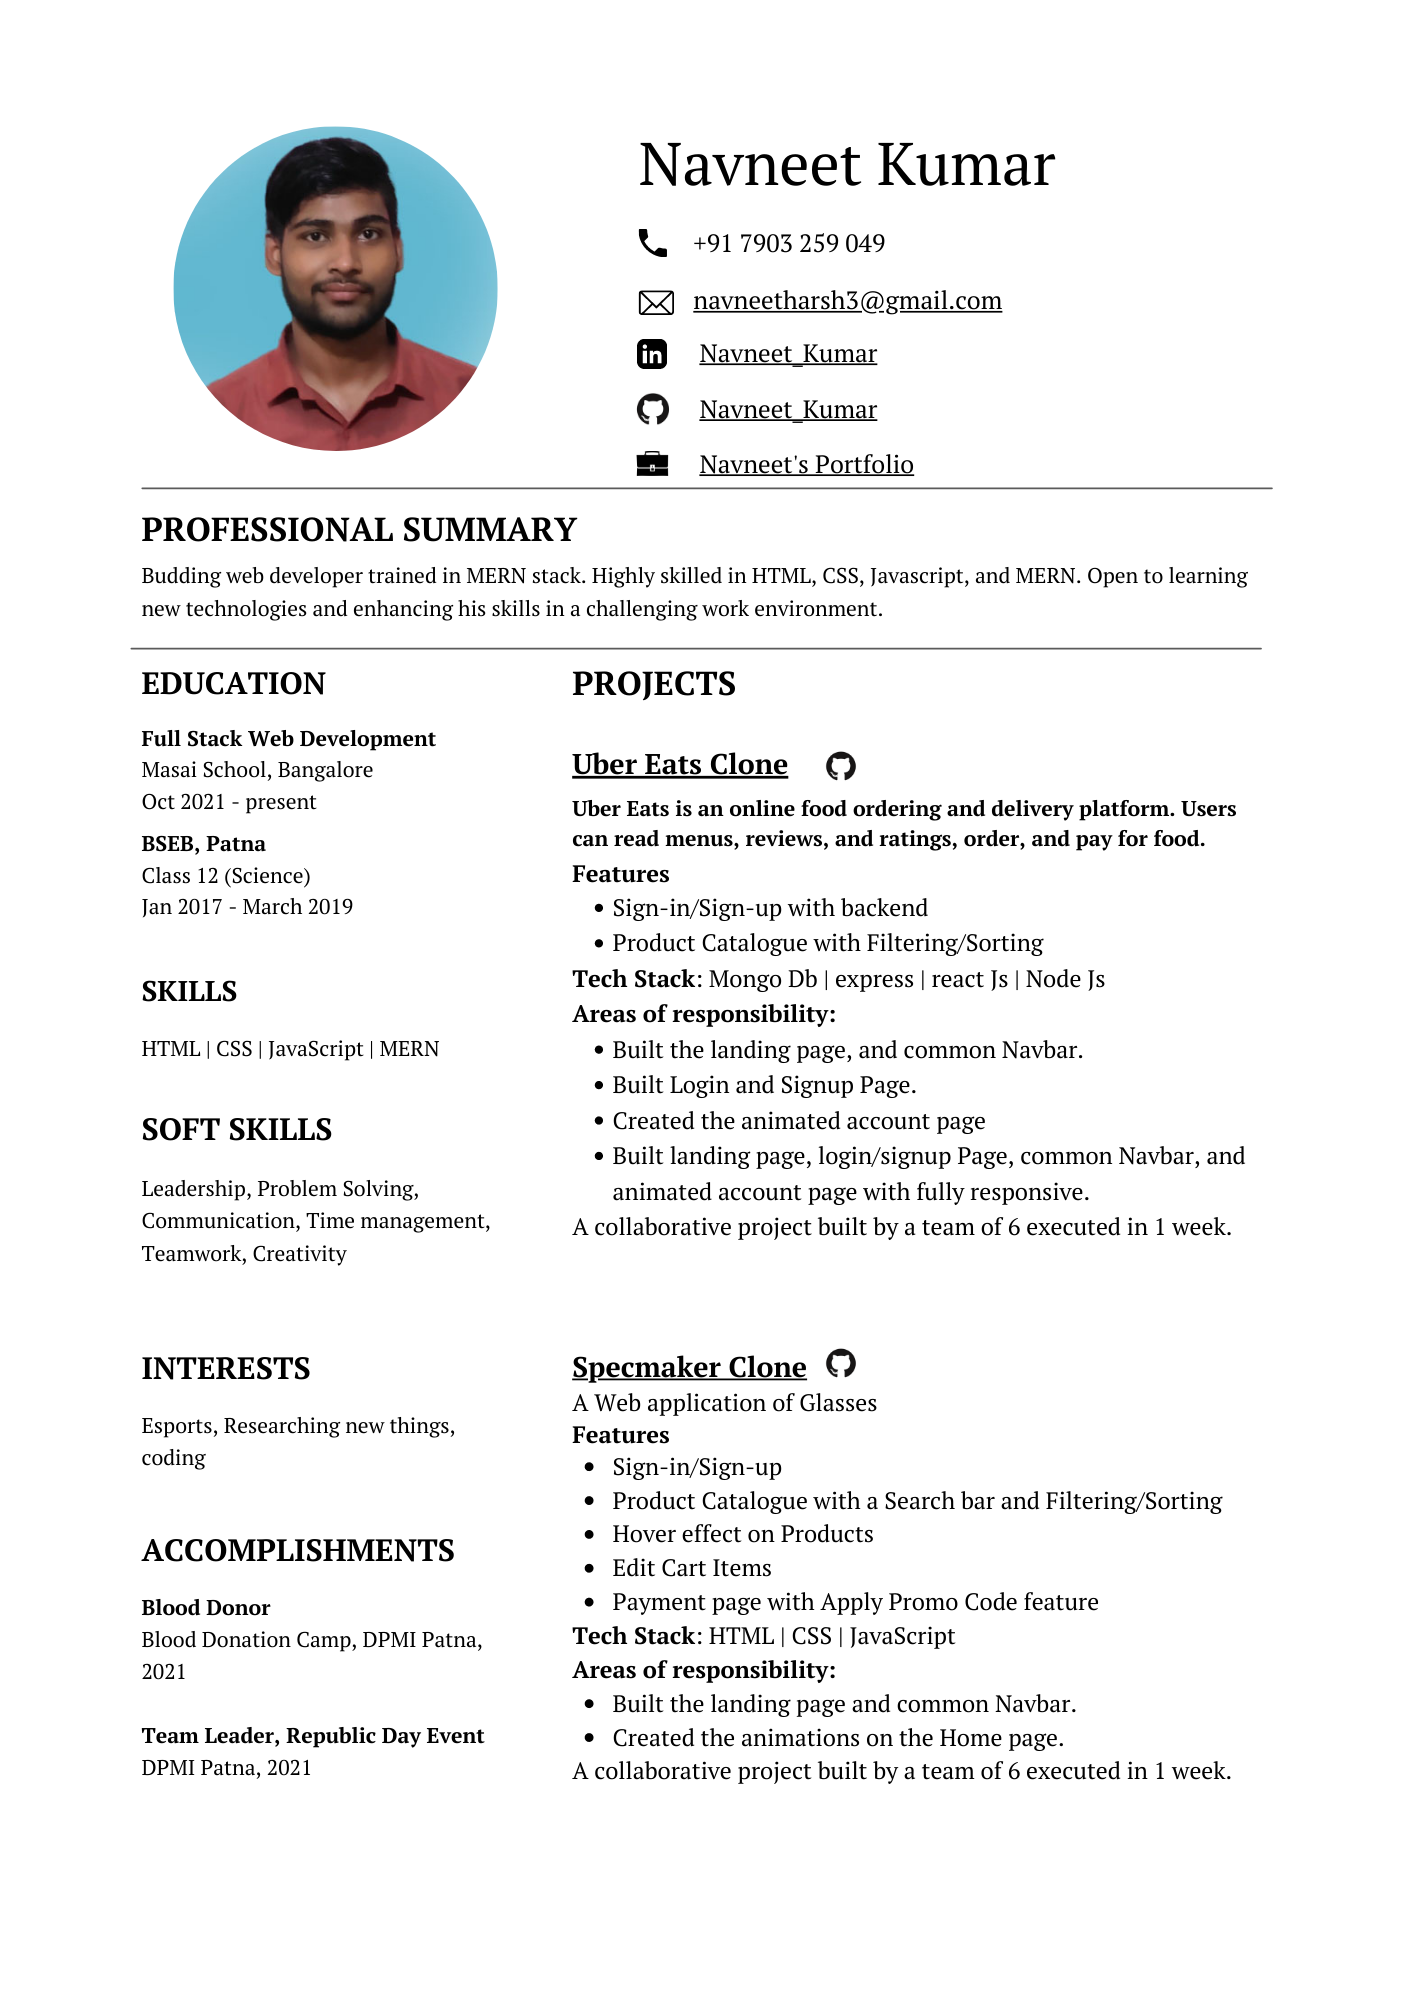 Navneet Kumar
+91 7903 259 049
navneetharsh3@gmail.com
in Navneet_Kumar
Navneet_Kumar
Navneet's Portfolio
PROFESSIONAL SUMMARY
Budding web developer trained in MERN stack. Highly skilled in HTML, CSS, Javascript, and MERN. Open to learning
new technologies and enhancing his skills in a challenging work environment.
EDUCATION
Full Stack Web Development
Masai School, Bangalore
Oct 2021 - present
BSEB, Patna
Class 12 (Science)
Jan 2017 - March 2019
SKILLS
HTML | CSS | JavaScript | MERN
SOFT SKILLS
Leadership, Problem Solving,
Communication, Time management,
Teamwork, Creativity
INTERESTS
Esports, Researching new things,
coding
ACCOMPLISHMENTS
Blood Donor
Blood Donation Camp, DPMI Patna,
2021
Team Leader, Republic Day Event
DPMI Patna, 2021
PROJECTS
Uber Eats Clone
Uber Eats is an online food ordering and delivery platform. Users
can read menus, reviews, and ratings, order, and pay for food.
Features
• Sign-in/Sign-up with backend
• Product Catalogue with Filtering/Sorting
Tech Stack: Mongo Db | express | react Js | Node Js
Areas of responsibility:
• Built the landing page, and common Navbar.
• Built Login and Signup Page.
• Created the animated account page
• Built landing page, login/signup Page, common Navbar, and
animated account page with fully responsive.
A collaborative project built by a team of 6 executed in 1 week.
Specmaker Clone
A Web application of Glasses
Features
• Sign-in/Sign-up
• Product Catalogue with a Search bar and Filtering/Sorting
• Hover effect on Products
• Edit Cart Items
• Payment page with Apply Promo Code feature
Tech Stack: HTML | CSS | JavaScript
Areas of responsibility:
• Built the landing page and common Navbar.
• Created the animations on the Home page.
A collaborative project built by a team of 6 executed in 1 week.